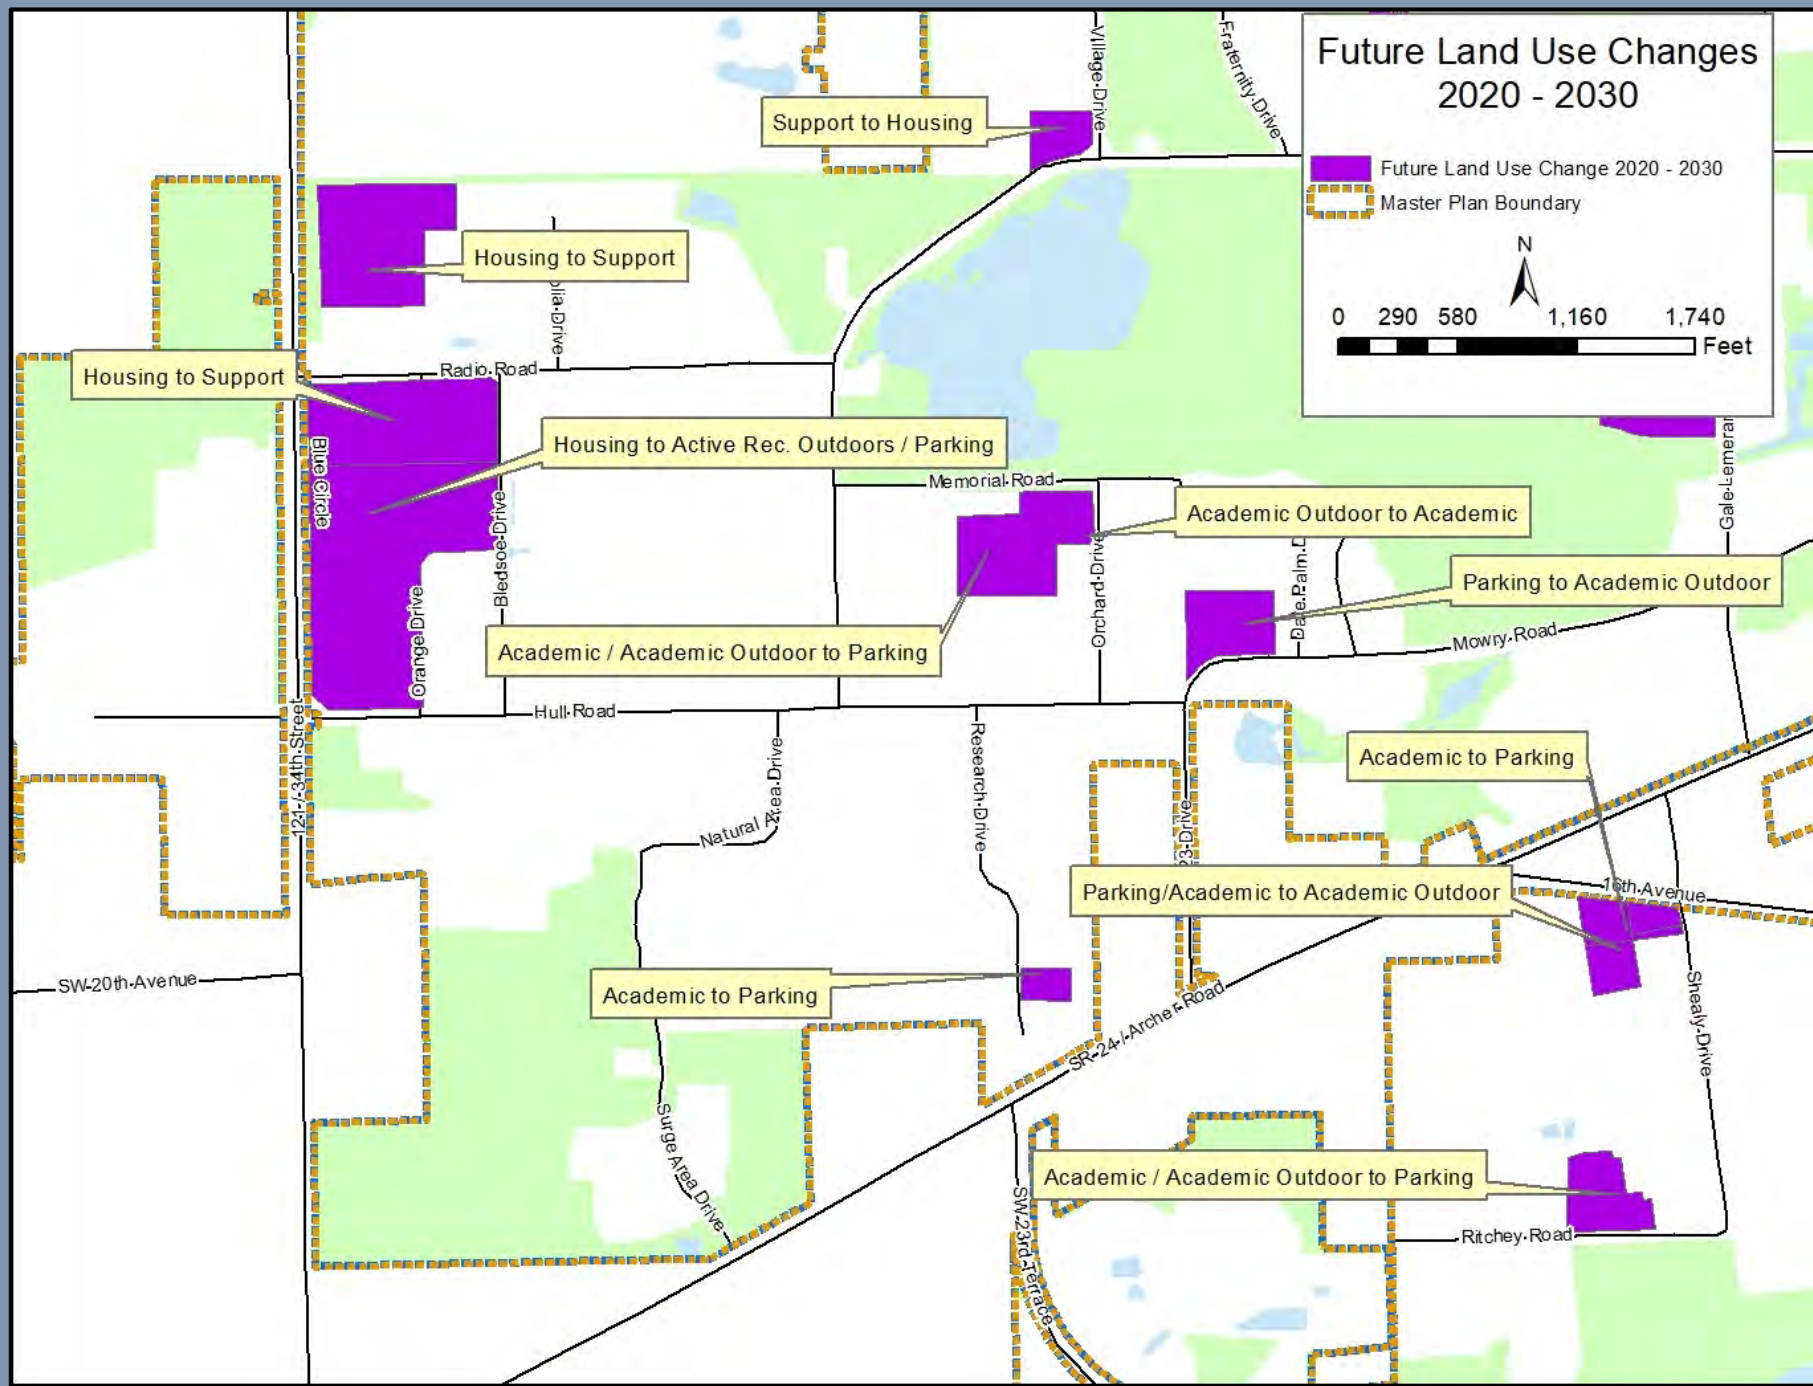 Future Land Use Changes
2020 - 2030
Future Land Use Change 2020 - 2030
Master Plan Boundary
N
0 290 580 1,160 1,740
Feet
Village Drive
Fraternity Drive
Support to Housing
Housing to Support
Housing to Support
Radio Road
Blue Circle
Housing to Active Rec. Outdoors / Parking
Memorial Road
Academic Outdoor to Academic
Bledsoe Drive
Orchard Drive
Parking to Academic Outdoor
Orange Drive
Academic / Academic Outdoor to Parking
Mowry Road
Hull Road
121 / 34th Street
Research Drive
Natural Area Drive
Academic to Parking
Parking/Academic to Academic Outdoor
16th Avenue
SW 20th Avenue
Academic to Parking
SR 24 / Archer Road
Shealy Drive
Surge Area Drive
Academic / Academic Outdoor to Parking
SW 23rd Terrace
Ritchey Road